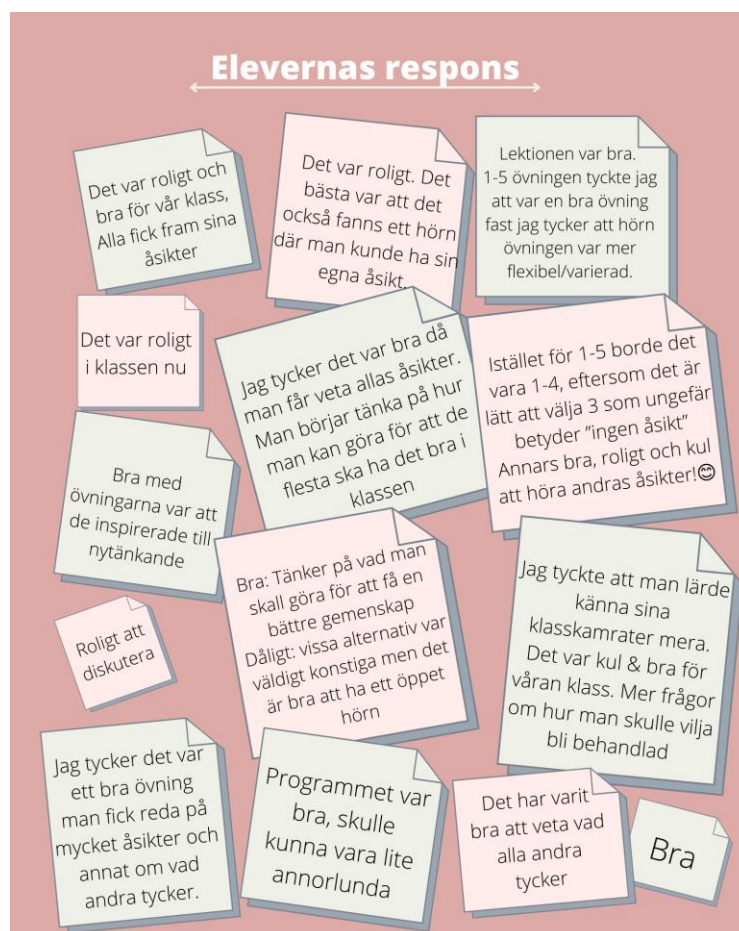 Elevernas respons
Det var roligt och
bra för vår klass,
Alla fick fram sina
åsikter
Det var roligt. Det
bästa var att det
också fanns ett hörn
där man kunde ha sin
egna åsikt.
Lektionen var bra.
1-5 övningen tyckte jag
att var en bra övning
fast jag tycker att hörn
övningen var mer
flexibel/varierad.
Det var roligt
i klassen nu
Jag tycker det var bra då
man får veta allas åsikter.
Man börjar tänka på hur
man kan göra för att de
flesta ska ha det bra i
klassen
Istället för 1-5 borde det
vara 1-4, eftersom det är
lätt att välja 3 som ungefär
betyder ”ingen åsikt”
Annars bra, roligt och kul
att höra andras åsikter!😊
Bra med
övningarna var att
de inspirerade till
nytänkande
Bra: Tänker på vad man
skall göra för att få en
bättre gemenskap
Dåligt: vissa alternativ var
väldigt konstiga men det
är bra att ha ett öppet
hörn
Jag tyckte att man lärde
känna sina
klasskamrater mera.
Det var kul & bra för
våran klass. Mer frågor
om hur man skulle vilja
bli behandlad
Roligt att
diskutera
Jag tycker det var
ett bra övning
man fick reda på
mycket åsikter och
annat om vad
andra tycker.
Programmet var
bra, skulle
kunna vara lite
annorlunda
Det har varit
bra att veta vad
alla andra
tycker
Bra